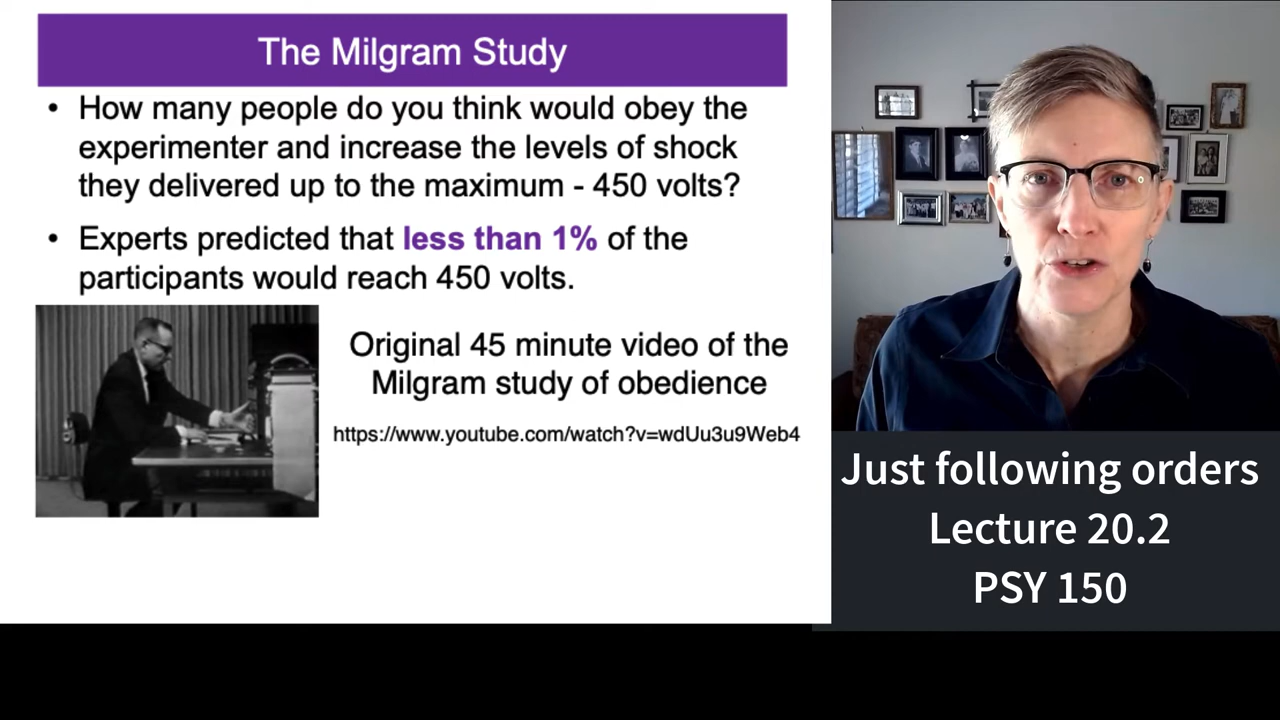 The Milgram Study
• How many people do you think would obey the
experimenter and increase the levels of shock
they delivered up to the maximum - 450 volts?
• Experts predicted that less than 1% of the
participants would reach 450 volts.
Original 45 minute video of the
Milgram study of obedience
https://www.youtube.com/watch?v=wdUu3u9Web4
Just following orders
Lecture 20.2
PSY 150